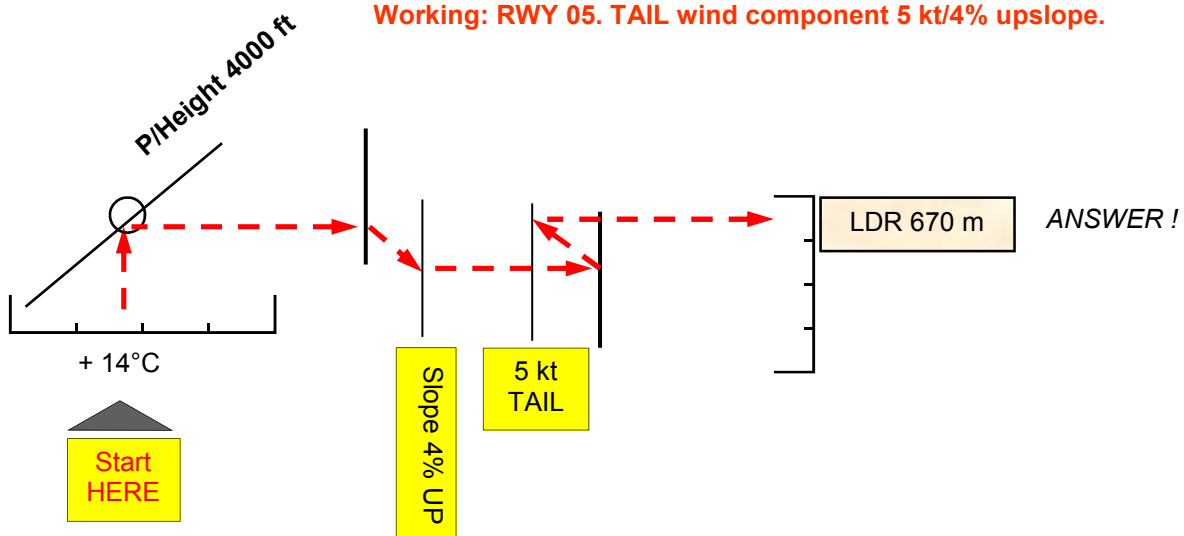 Working: RWY 05. TAIL wind component 5 kt/4% upslope.
P/Height 4000 ft
LDR 670 m
ANSWER !
+ 14°C
Slope 4% UP
5 kt
TAIL
Start
HERE